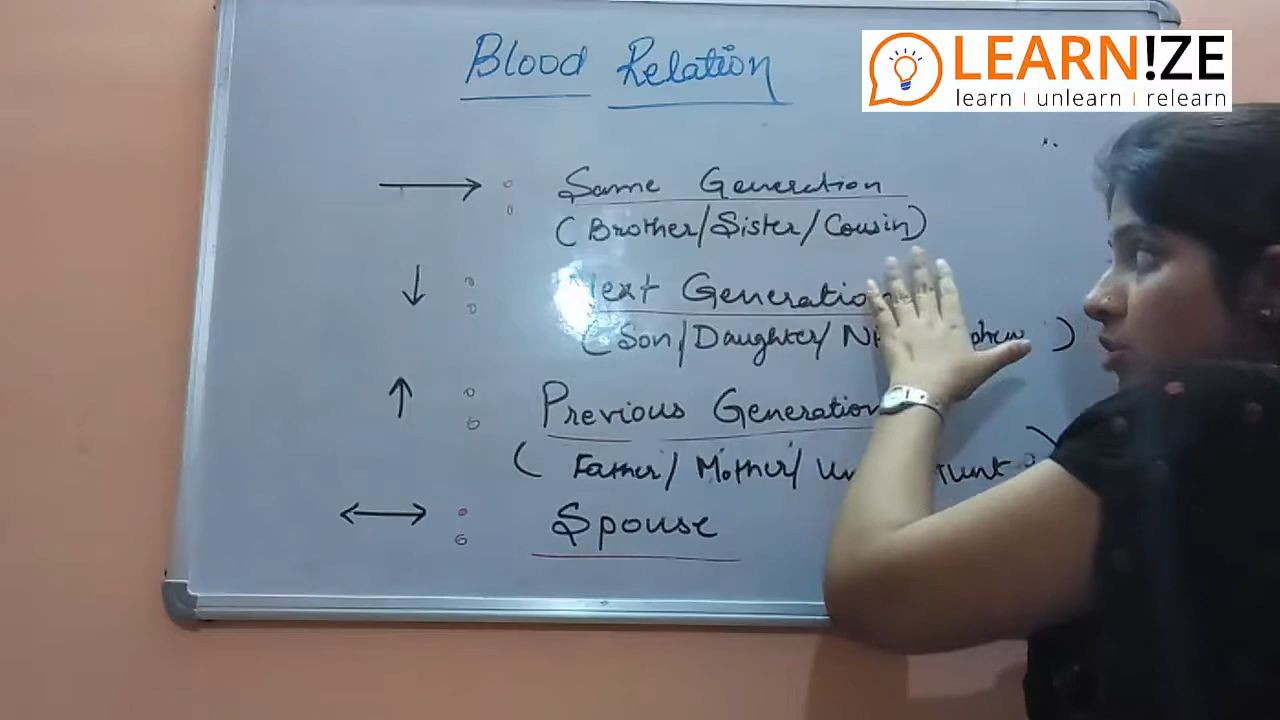 Blood Relation
LEARN!ZE
learn | unlearn | relearn
→ : Same Generation
(Brother/Sister/Cousin)
↓ : Next Generation
(Son/Daughter/ )
↑ : Previous Generation
( Father/ Mother/ )
↔ : Spouse